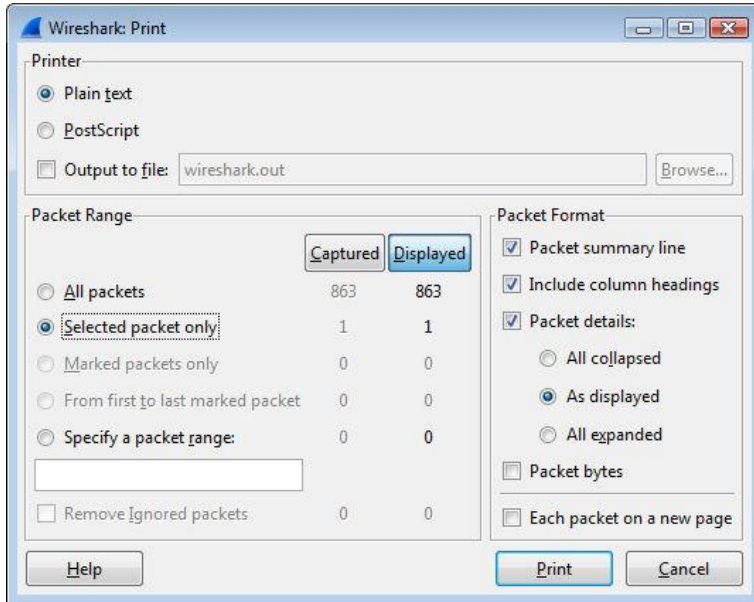 Wireshark: Print
Printer
Plain text
PostScript
Output to file: wireshark.out Browse...
Packet Range
Captured Displayed
All packets 863 863
Selected packet only 1 1
Marked packets only 0 0
From first to last marked packet 0 0
Specify a packet range: 0 0
Remove Ignored packets 0 0
Packet Format
Packet summary line
Include column headings
Packet details:
All collapsed
As displayed
All expanded
Packet bytes
Each packet on a new page
Help Print Cancel